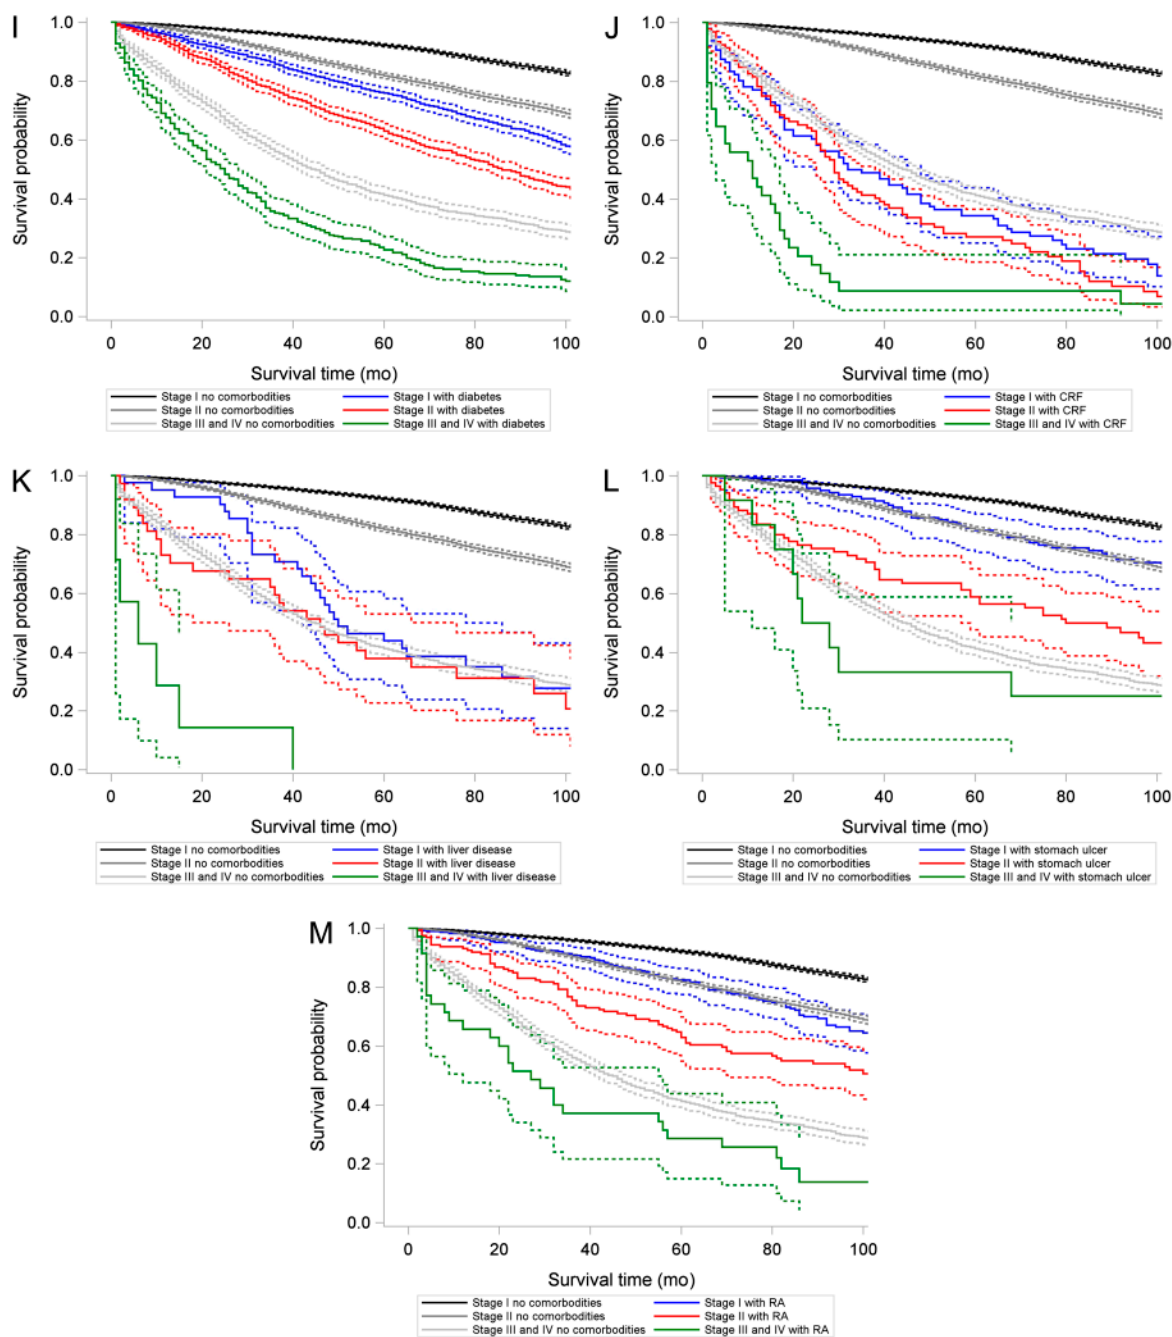 I
J
1.0
0.8
0.6
0.4
0.2
0.0
Survival probability
0 20 40 60 80 100
Survival time (mo)
Stage I no comorbodities
Stage II no comorbodities
Stage III and IV no comorbodities
Stage I with diabetes
Stage II with diabetes
Stage III and IV with diabetes
1.0
0.8
0.6
0.4
0.2
0.0
Survival probability
0 20 40 60 80 100
Survival time (mo)
Stage I no comorbodities
Stage II no comorbodities
Stage III and IV no comorbodities
Stage I with CRF
Stage II with CRF
Stage III and IV with CRF
K
1.0
0.8
0.6
0.4
0.2
0.0
Survival probability
0 20 40 60 80 100
Survival time (mo)
Stage I no comorbodities
Stage II no comorbodities
Stage III and IV no comorbodities
Stage I with liver disease
Stage II with liver disease
Stage III and IV with liver disease
L
1.0
0.8
0.6
0.4
0.2
0.0
Survival probability
0 20 40 60 80 100
Survival time (mo)
Stage I no comorbodities
Stage II no comorbodities
Stage III and IV no comorbodities
Stage I with stomach ulcer
Stage II with stomach ulcer
Stage III and IV with stomach ulcer
M
1.0
0.8
0.6
0.4
0.2
0.0
Survival probability
0 20 40 60 80 100
Survival time (mo)
Stage I no comorbodities
Stage II no comorbodities
Stage III and IV no comorbodities
Stage I with RA
Stage II with RA
Stage III and IV with RA